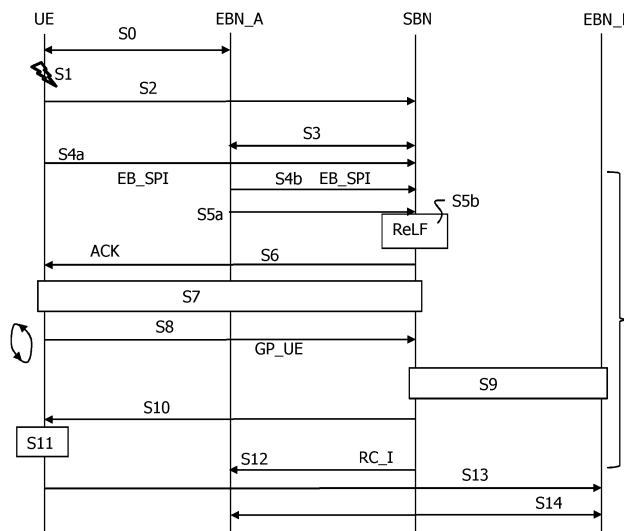 UE EBN_A SBN
S0
S1
S2
S3
S4a
EB_SPI S4b EB_SPI
S5a S5b
ReLF
ACK S6
S7
S8
GP_UE
S9
S10
S11
S12 RC_I
S13
S14